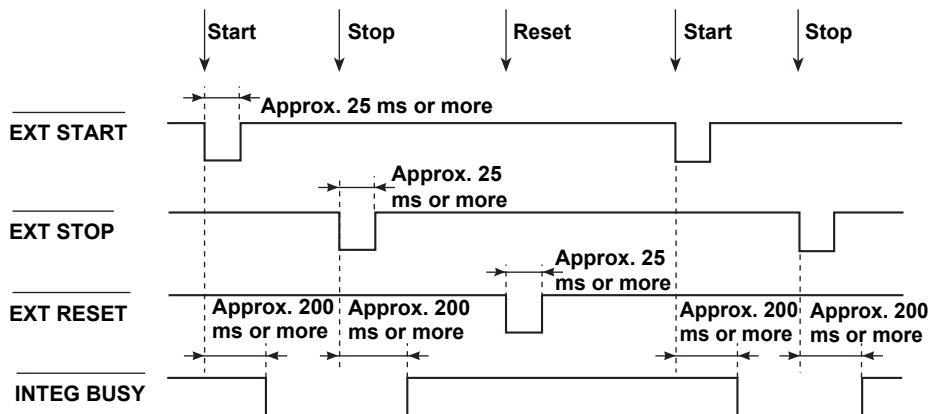 Start Stop Reset Start Stop
Approx. 25 ms or more
EXT START
Approx. 25
ms or more
EXT STOP
Approx. 25
ms or more
EXT RESET
Approx. 200
ms or more
Approx. 200
ms or more
Approx. 200
ms or more
Approx. 200
ms or more
INTEG BUSY